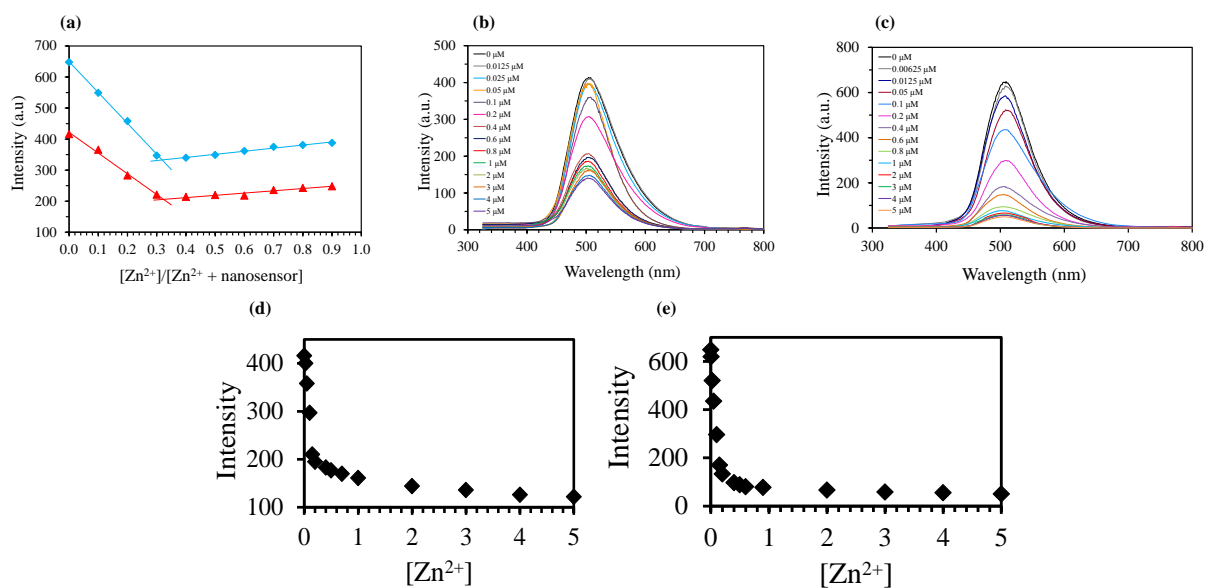 (a)
700
600
500
400
300
200
100
Intensity (a.u)
0.0 0.1 0.2 0.3 0.4 0.5 0.6 0.7 0.8 0.9 1.0
[Zn²⁺]/[Zn²⁺ + nanosensor]
(b)
500
400
300
200
100
0
Intensity (a.u.)
0 µM
0.0125 µM
0.025 µM
0.05 µM
0.1 µM
0.2 µM
0.4 µM
0.6 µM
0.8 µM
1 µM
2 µM
3 µM
4 µM
5 µM
300 400 500 600 700 800
Wavelength (nm)
(c)
800
600
400
200
0
Intensity (a.u.)
0 µM
0.00625 µM
0.0125 µM
0.05 µM
0.1 µM
0.2 µM
0.4 µM
0.6 µM
0.8 µM
1 µM
2 µM
3 µM
4 µM
5 µM
300 400 500 600 700 800
Wavelength (nm)
(d)
400
300
200
100
Intensity
0 1 2 3 4 5
[Zn²⁺]
(e)
600
400
200
0
Intensity
0 1 2 3 4 5
[Zn²⁺]